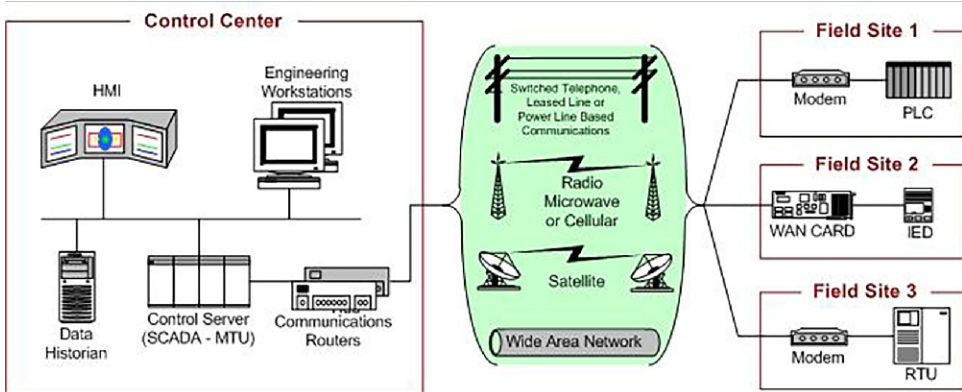 Control Center
HMI
Engineering
Workstations
Data
Historian
Control Server
(SCADA - MTU)
Communications
Routers
Switched Telephone,
Leased Line or
Power Line Based
Communications
Radio
Microwave
or Cellular
Satellite
Wide Area Network
Field Site 1
Modem
PLC
Field Site 2
WAN CARD
IED
Field Site 3
Modem
RTU